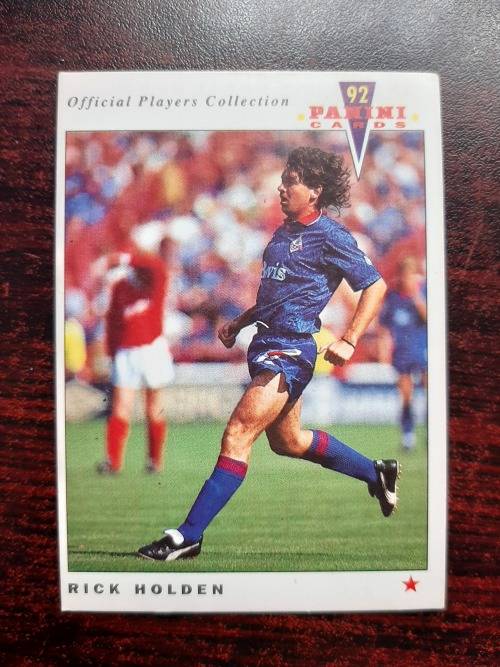 Official Players Collection
92
PANINI
CARDS
RICK HOLDEN